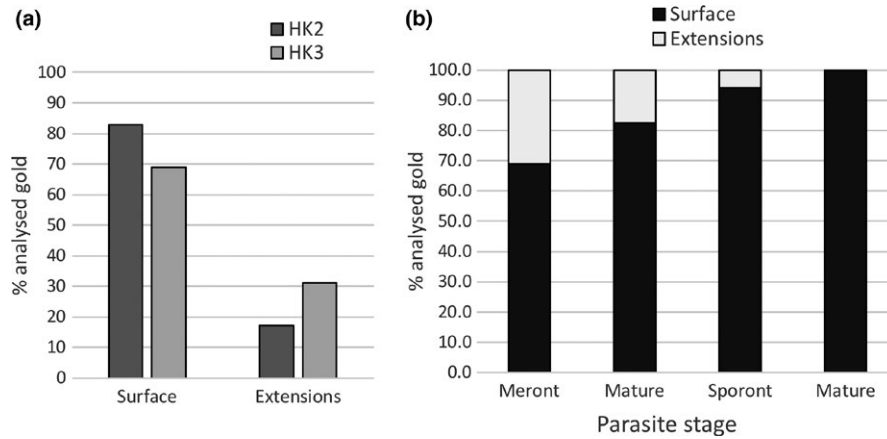 (a)
HK2
HK3
% analysed gold
100
90
80
70
60
50
40
30
20
10
0
Surface
Extensions
(b)
Surface
Extensions
% analysed gold
100.0
90.0
80.0
70.0
60.0
50.0
40.0
30.0
20.0
10.0
0.0
Meront
Mature
Sporont
Mature
Parasite stage